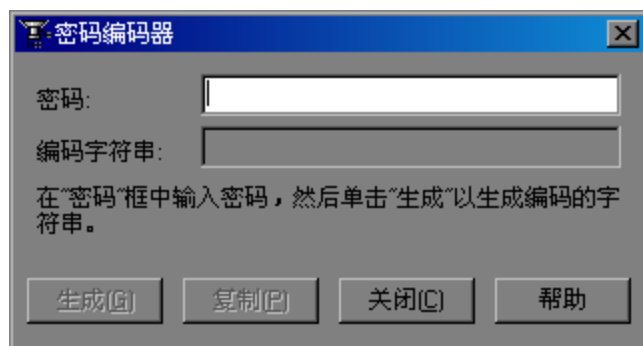 密码编码器
密码:
编码字符串:
在"密码"框中输入密码，然后单击"生成"以生成编码的字
符串。
生成(G) 复制(P) 关闭(C) 帮助